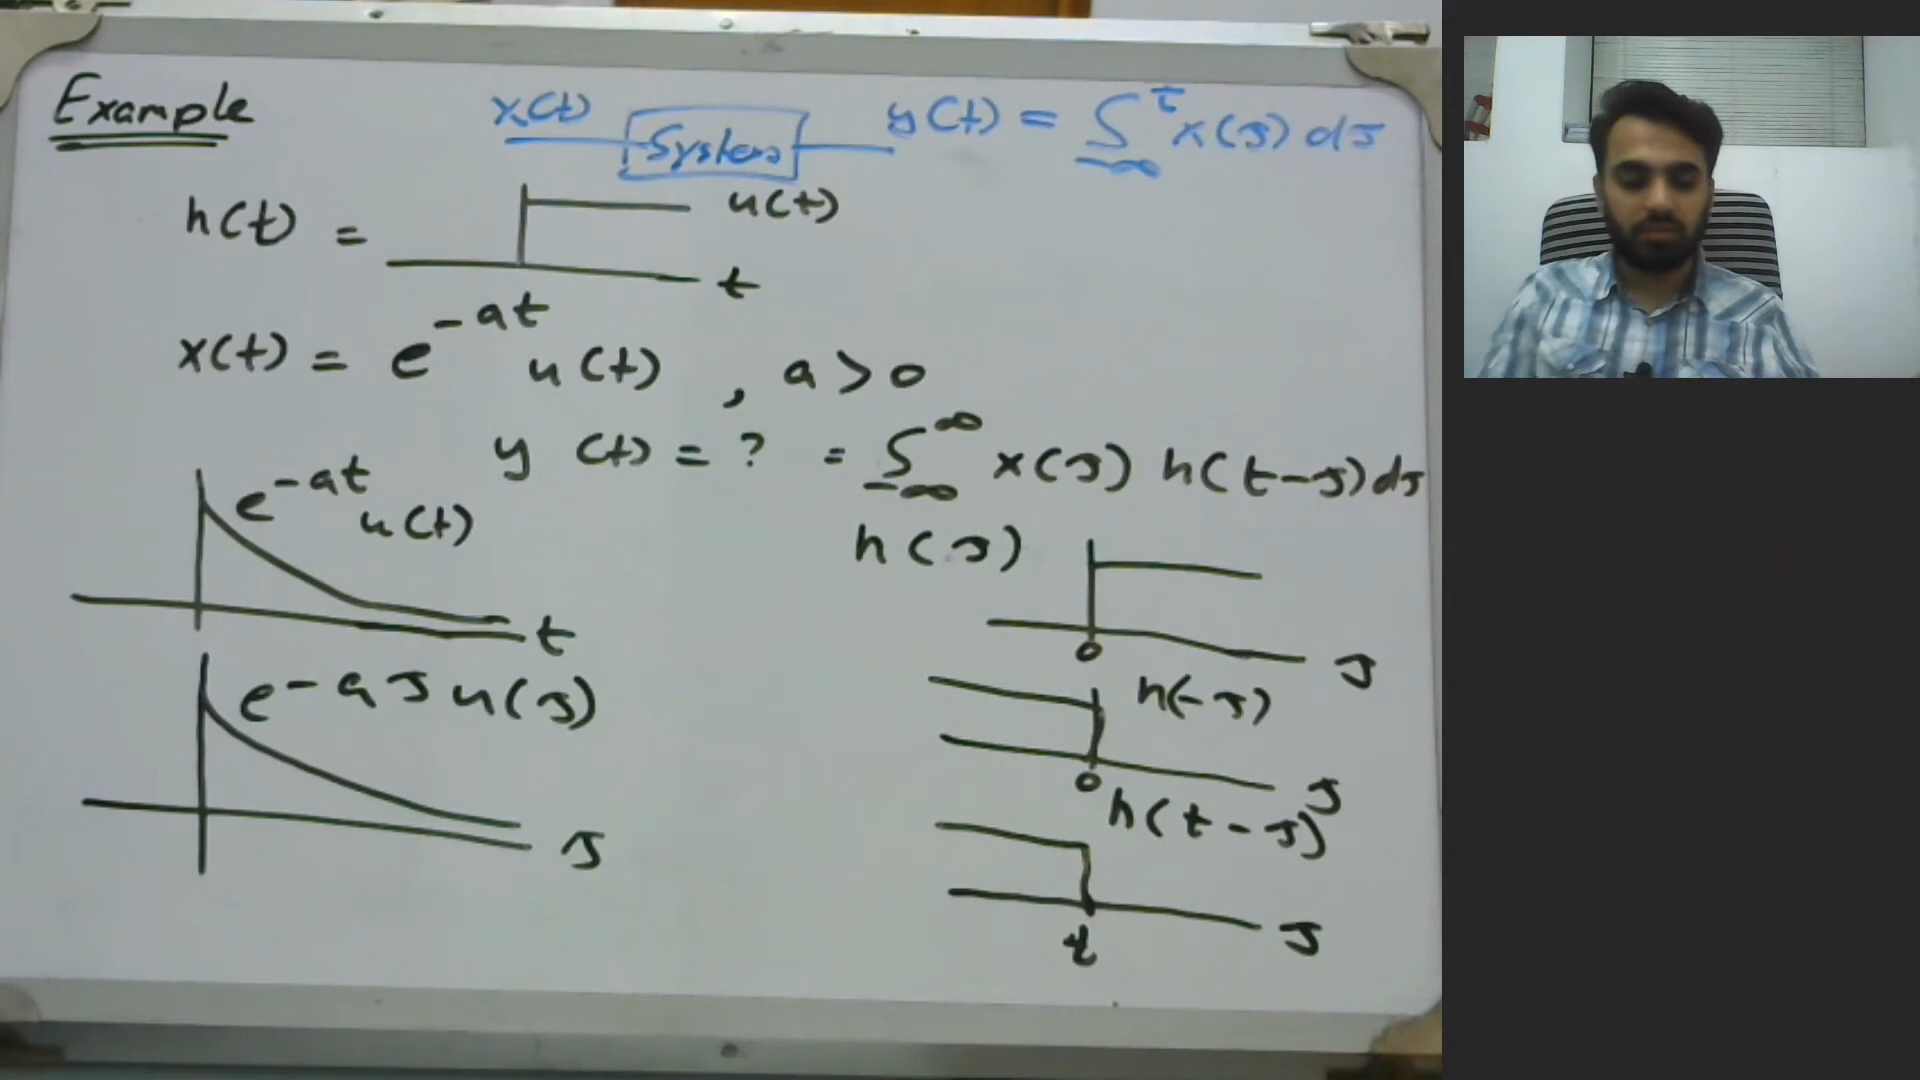 Example
x(t) System y(t) = ∫_{-∞}^{t} x(τ) dτ
h(t) = u(t)
t
x(t) = e^{-at} u(t) , a > 0
y (t) = ? = ∫_{-∞}^{∞} x(τ) h(t-τ) dτ
e^{-at} u(t)
t
e^{-aτ} u(τ)
τ
h(τ)
0 τ
h(-τ)
0 τ
h(t-τ)
t τ